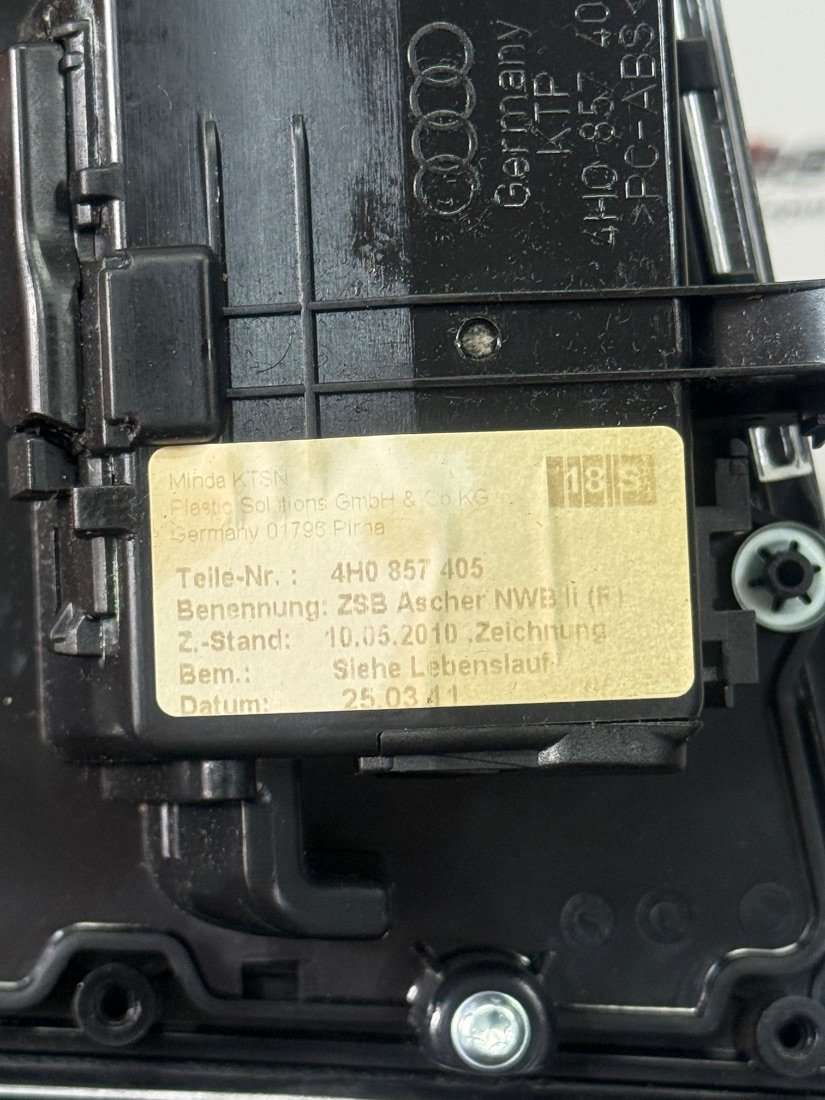 Germany
KTP
4H0 857 40
>PC-ABS<
Minda KTSN
Plastic Solutions GmbH & Co KG
Germany 01796 Pirna
18 S
Teile-Nr. : 4H0 857 405
Benennung: ZSB Ascher NWB II (F)
Z.-Stand: 10.05.2010 .Zeichnung
Bem.: Siehe Lebenslauf
Datum: 25.03.11